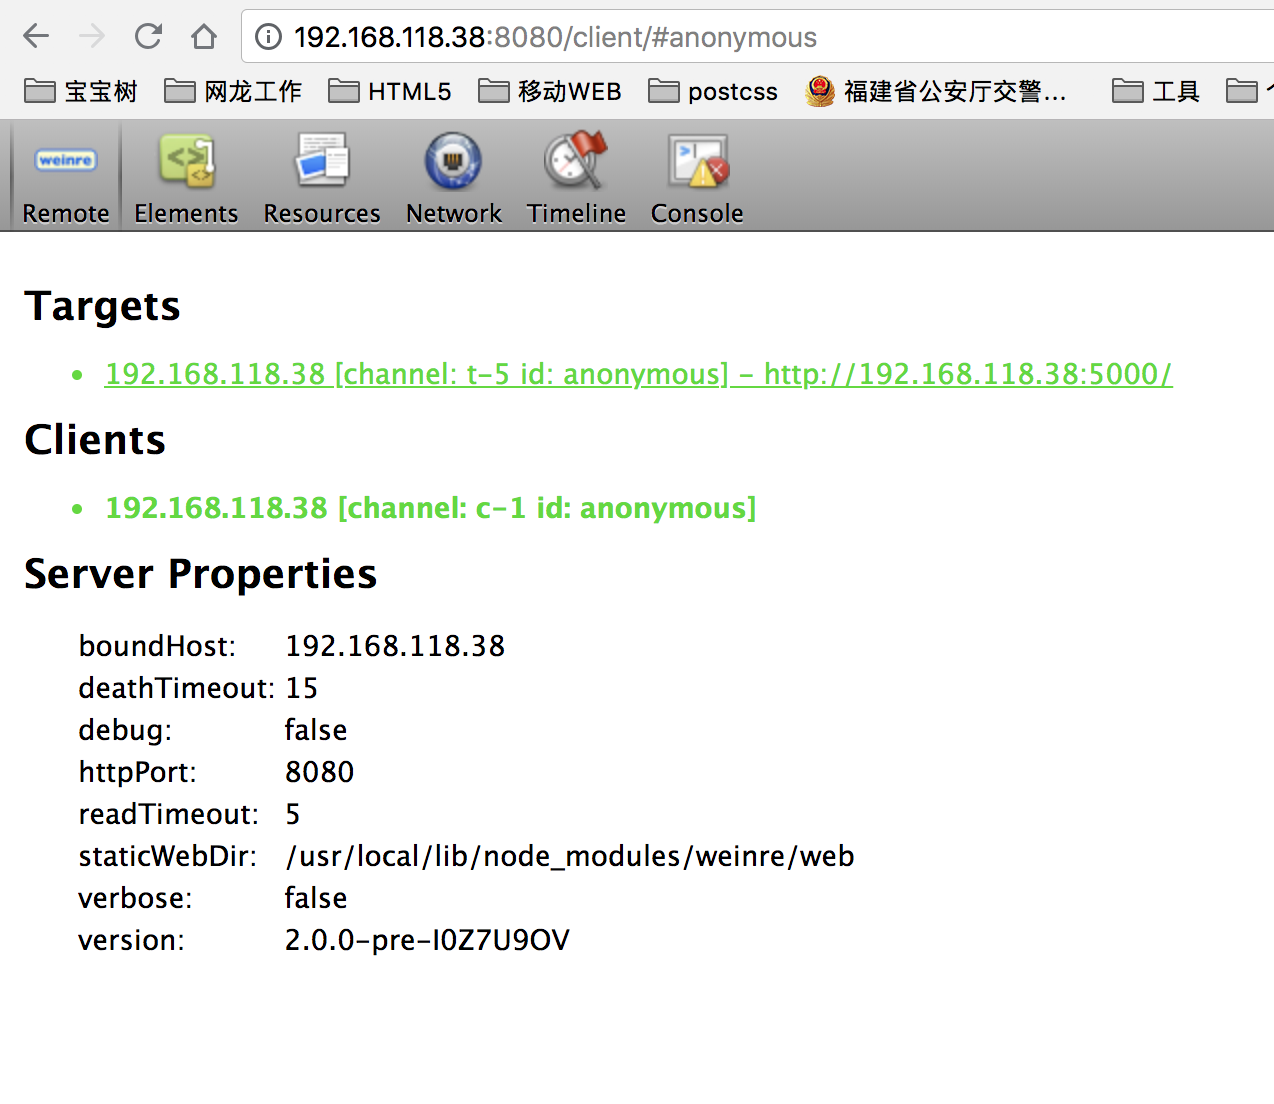 192.168.118.38:8080/client/#anonymous
宝宝树 网龙工作 HTML5 移动WEB postcss 福建省公安厅交警... 工具
weinre
Remote Elements Resources Network Timeline Console
Targets
• 192.168.118.38 [channel: t-5 id: anonymous] - http://192.168.118.38:5000/
Clients
• 192.168.118.38 [channel: c-1 id: anonymous]
Server Properties
boundHost: 192.168.118.38
deathTimeout: 15
debug: false
httpPort: 8080
readTimeout: 5
staticWebDir: /usr/local/lib/node_modules/weinre/web
verbose: false
version: 2.0.0-pre-I0Z7U9OV